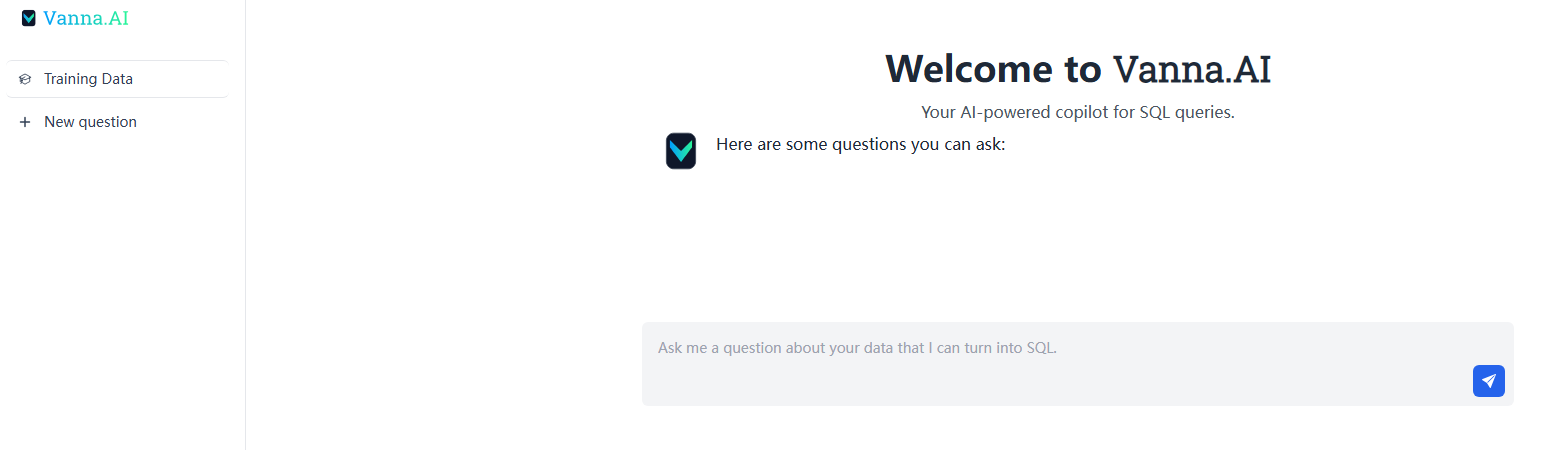 Vanna.AI
Training Data
New question
Welcome to Vanna.AI
Your AI-powered copilot for SQL queries.
Here are some questions you can ask:
Ask me a question about your data that I can turn into SQL.